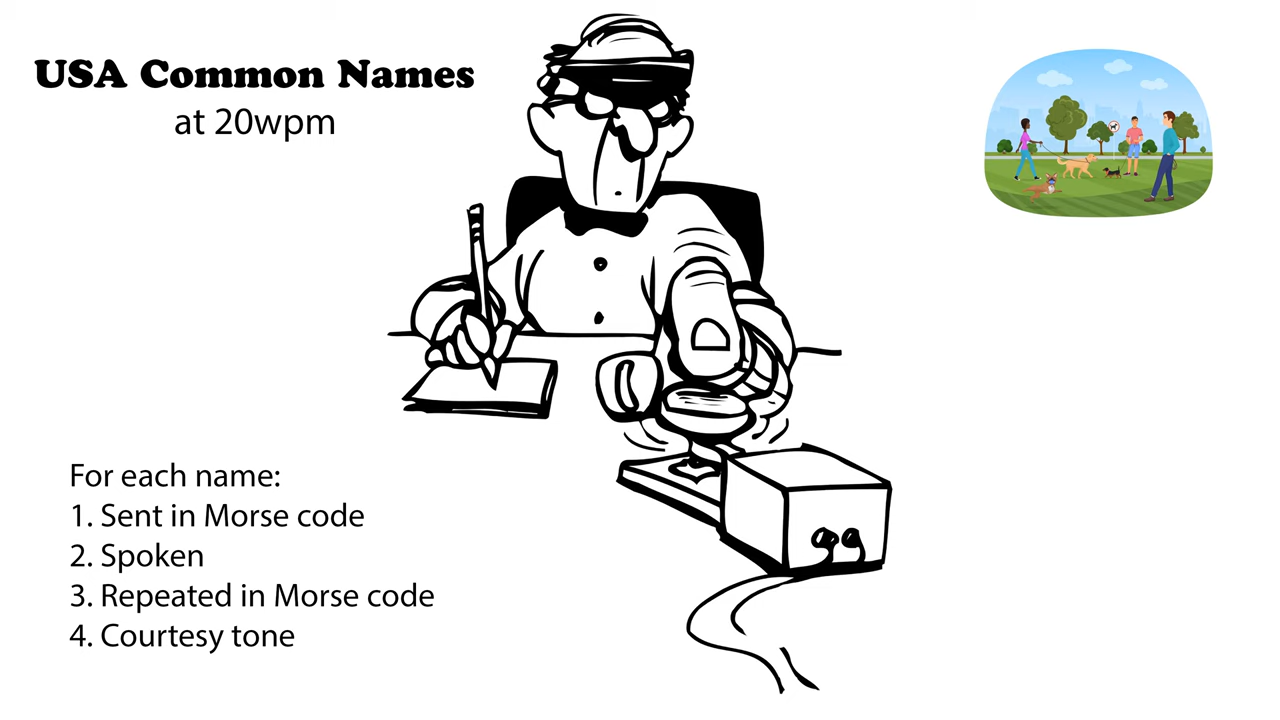 USA Common Names
at 20wpm
For each name:
1. Sent in Morse code
2. Spoken
3. Repeated in Morse code
4. Courtesy tone